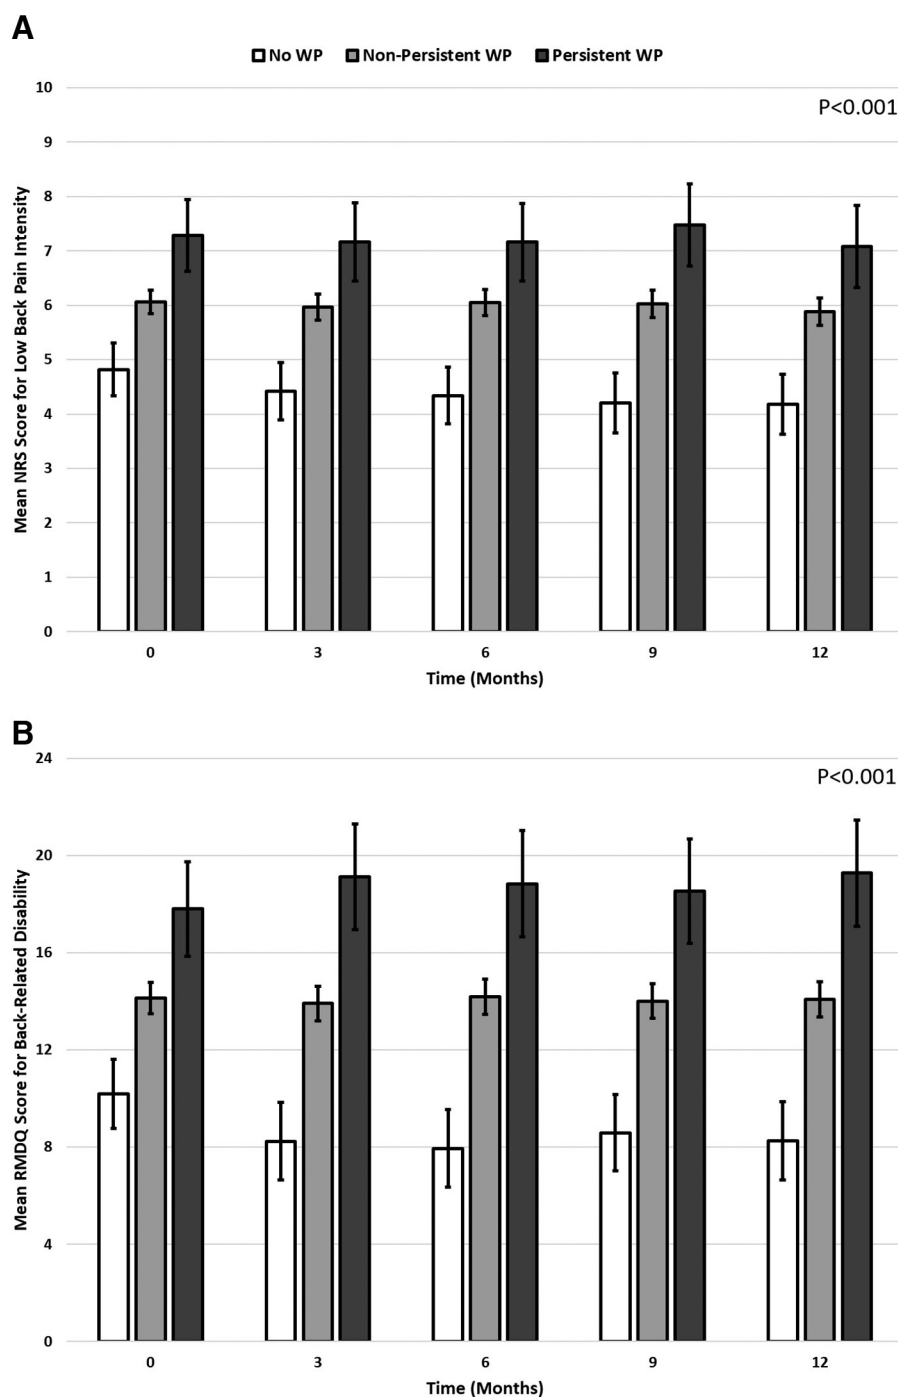 A
No WP Non-Persistent WP Persistent WP
P<0.001
Mean NRS Score for Low Back Pain Intensity
10
9
8
7
6
5
4
3
2
1
0
0 3 6 9 12
Time (Months)
B
P<0.001
Mean RMDQ Score for Back-Related Disability
24
20
16
12
8
4
0
0 3 6 9 12
Time (Months)